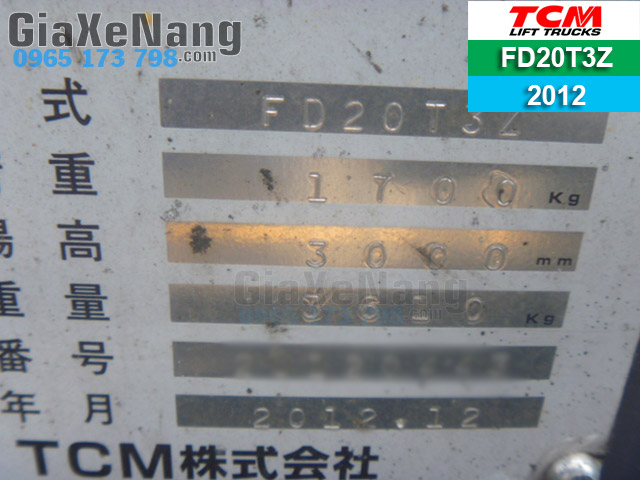 GiaXeNang
0965 173 798.com
TCM
LIFT TRUCKS
FD20T3Z
2012
式 FD20T3Z
重 1700 Kg
揚高 3000 mm
GiaXeNang
重量 Kg
番号
年月 2012.12
TCM株式会社